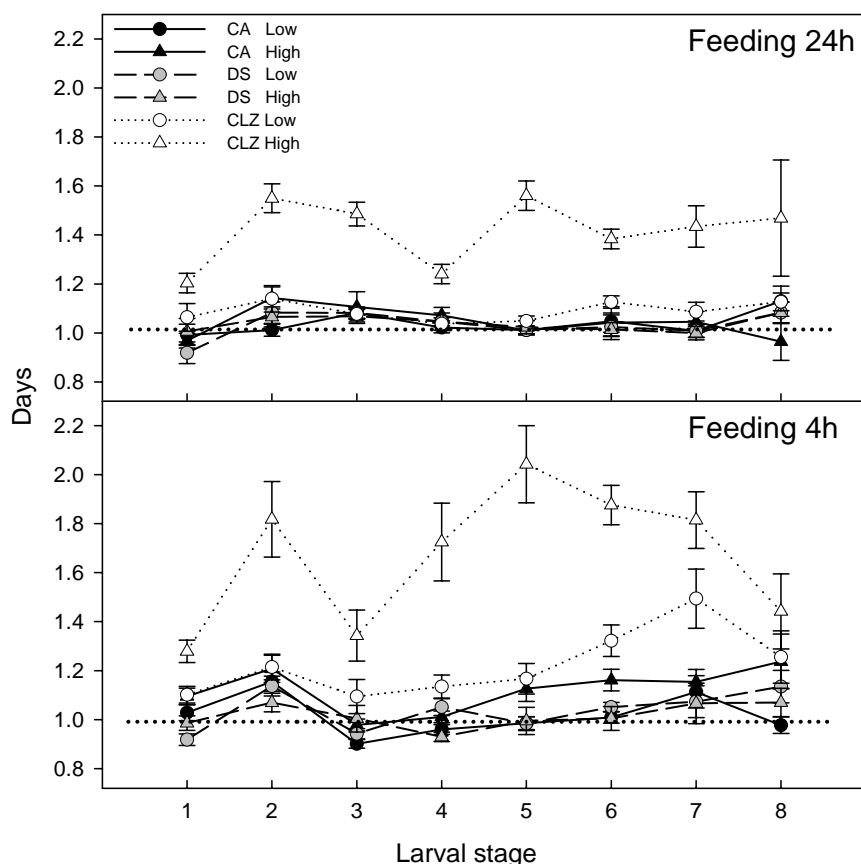 2.2
2.0
1.8
1.6
1.4
1.2
1.0
0.8
CA Low
CA High
DS Low
DS High
CLZ Low
CLZ High
Feeding 24h
Days
2.2
2.0
1.8
1.6
1.4
1.2
1.0
0.8
Feeding 4h
1 2 3 4 5 6 7 8
Larval stage